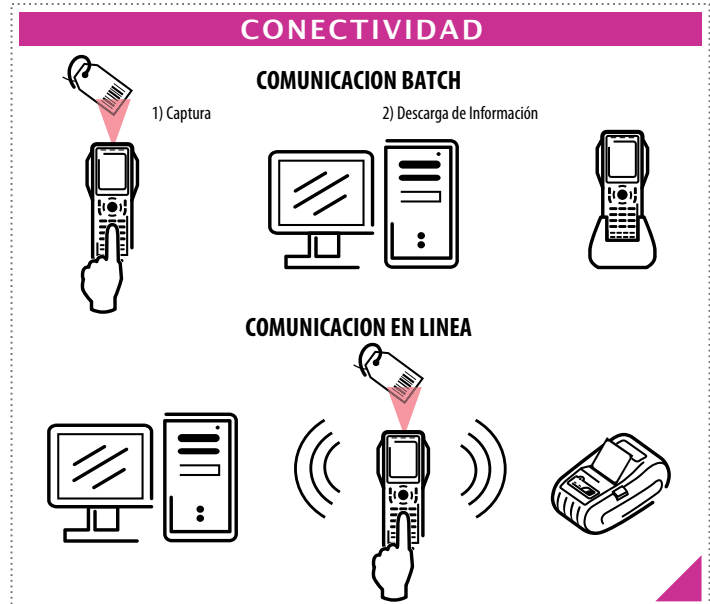 CONECTIVIDAD
COMUNICACION BATCH
1) Captura
2) Descarga de Información
COMUNICACION EN LINEA